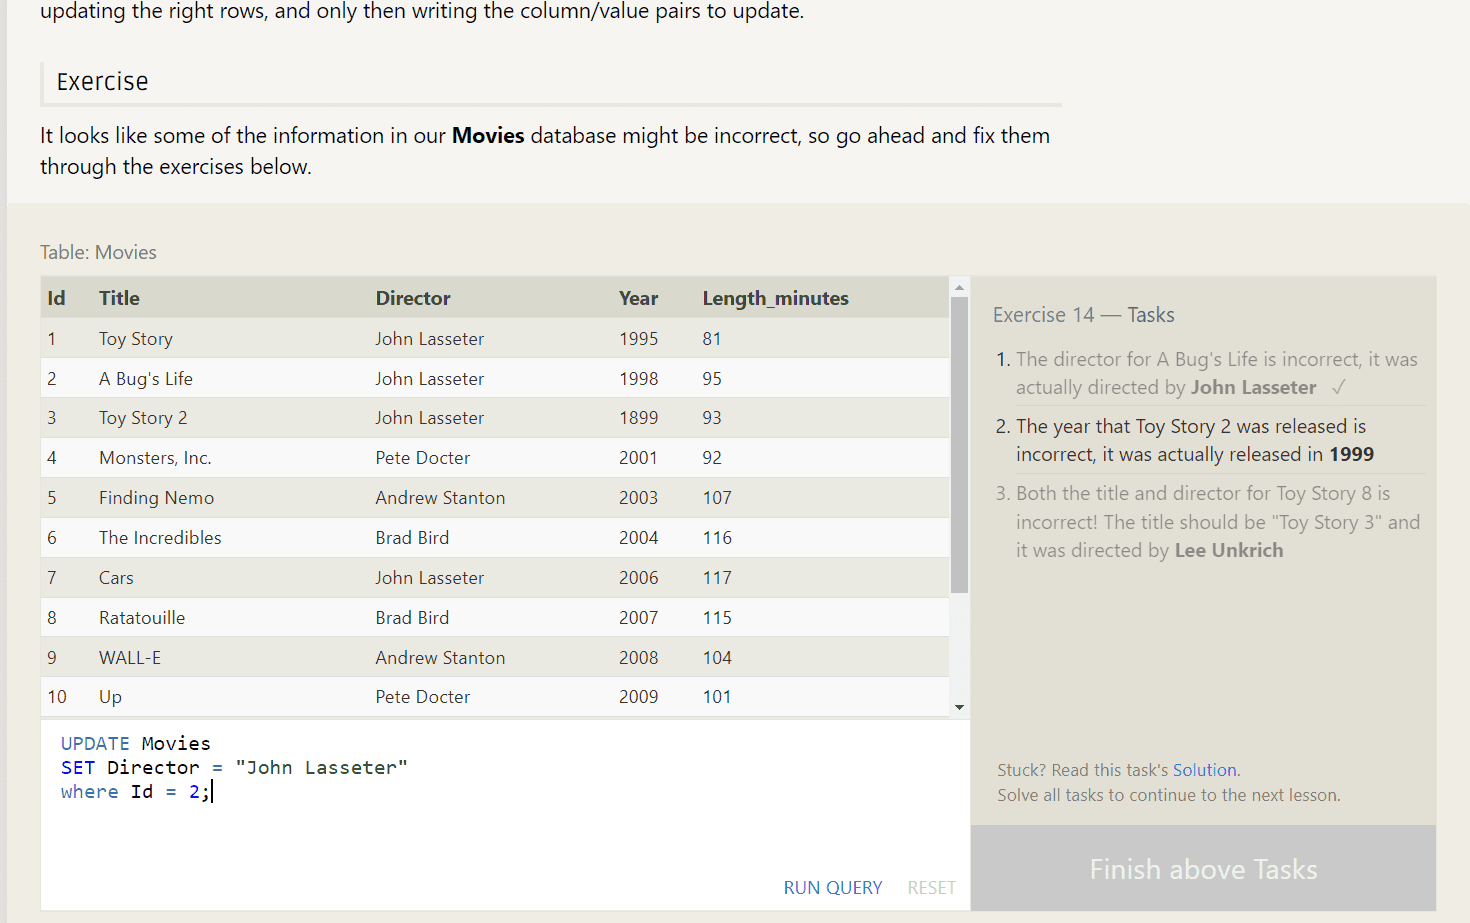 updating the right rows, and only then writing the column/value pairs to update.
Exercise
It looks like some of the information in our Movies database might be incorrect, so go ahead and fix them
through the exercises below.
Table: Movies
Id Title Director Year Length_minutes
1 Toy Story John Lasseter 1995 81
2 A Bug's Life John Lasseter 1998 95
3 Toy Story 2 John Lasseter 1899 93
4 Monsters, Inc. Pete Docter 2001 92
5 Finding Nemo Andrew Stanton 2003 107
6 The Incredibles Brad Bird 2004 116
7 Cars John Lasseter 2006 117
8 Ratatouille Brad Bird 2007 115
9 WALL-E Andrew Stanton 2008 104
10 Up Pete Docter 2009 101
UPDATE Movies
SET Director = "John Lasseter"
where Id = 2;
RUN QUERY RESET
Exercise 14 — Tasks
1. The director for A Bug's Life is incorrect, it was
actually directed by John Lasseter ✓
2. The year that Toy Story 2 was released is
incorrect, it was actually released in 1999
3. Both the title and director for Toy Story 8 is
incorrect! The title should be "Toy Story 3" and
it was directed by Lee Unkrich
Stuck? Read this task's Solution.
Solve all tasks to continue to the next lesson.
Finish above Tasks